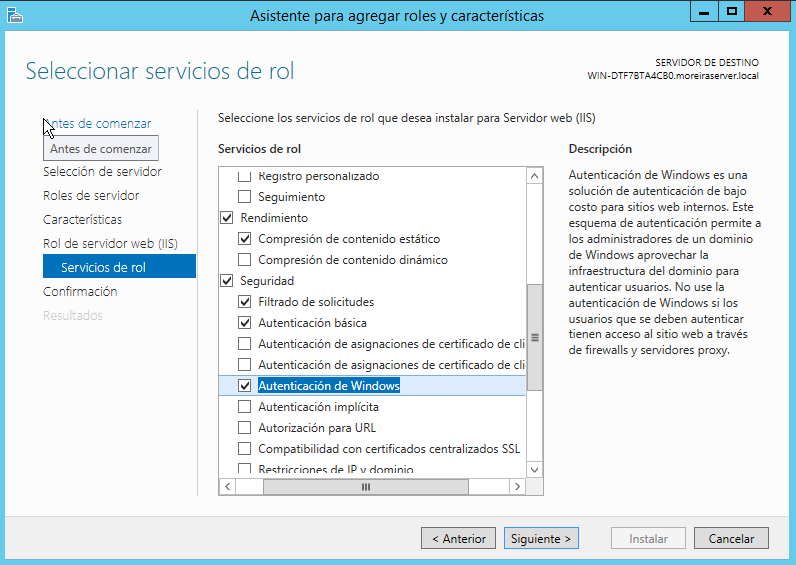 Asistente para agregar roles y características
Seleccionar servicios de rol
SERVIDOR DE DESTINO
WIN-DTF7BTA4CB0.moreiraserver.local
Antes de comenzar
Antes de comenzar
Selección de servidor
Roles de servidor
Características
Rol de servidor web (IIS)
Servicios de rol
Confirmación
Resultados
Seleccione los servicios de rol que desea instalar para Servidor web (IIS)
Servicios de rol
Registro personalizado
Seguimiento
Rendimiento
Compresión de contenido estático
Compresión de contenido dinámico
Seguridad
Filtrado de solicitudes
Autenticación básica
Autenticación de asignaciones de certificado de cli
Autenticación de asignaciones de certificado de cli
Autenticación de Windows
Autenticación implícita
Autorización para URL
Compatibilidad con certificados centralizados SSL
Restricciones de IP y dominio
Descripción
Autenticación de Windows es una
solución de autenticación de bajo
costo para sitios web internos. Este
esquema de autenticación permite a
los administradores de un dominio
de Windows aprovechar la
infraestructura del dominio para
autenticar usuarios. No use la
autenticación de Windows si los
usuarios que se deben autenticar
tienen acceso al sitio web a través
de firewalls y servidores proxy.
< Anterior
Siguiente >
Instalar
Cancelar